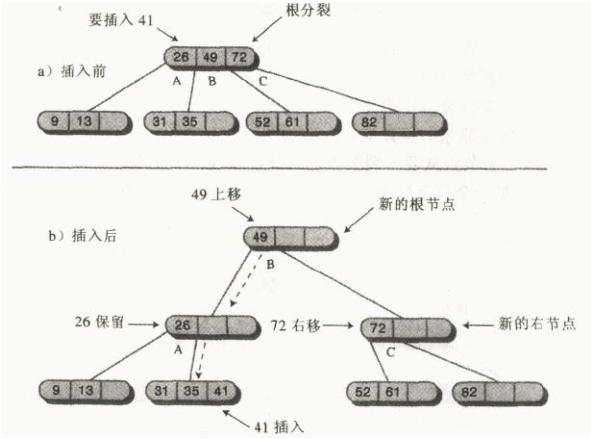 要插入 41
根分裂
26 49 72
a）插入前
A B C
9 13
31 35
52 61
82
49 上移
新的根节点
49
b）插入后
B
26 保留
26
72 右移
72
新的右节点
A
C
9 13
31 35 41
52 61
82
41 插入